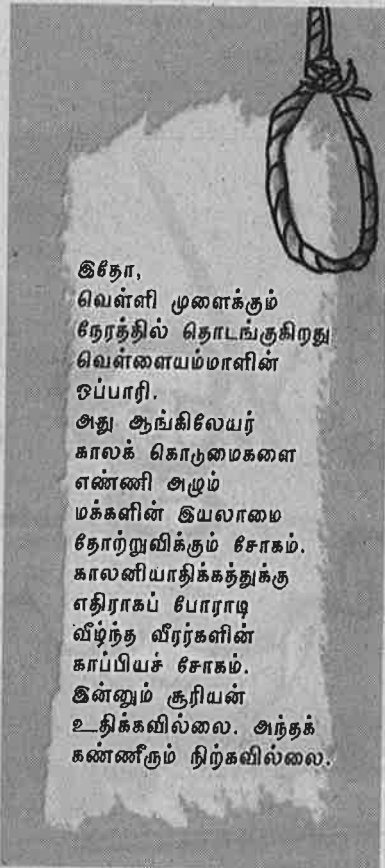 இதோ,
வெள்ளி முளைக்கும்
நேரத்தில் தொடங்குகிறது
வெள்ளையம்மாளின்
ஒப்பாரி.
அது ஆங்கிலேயர்
காலக் கொடுமைகளை
எண்ணி அழும்
மக்களின் இயலாமை
தோற்றுவிக்கும் சோகம்.
காலனியாதிக்கத்துக்கு
எதிராகப் போராடி
வீழ்ந்த வீரர்களின்
காப்பியச் சோகம்.
இன்னும் சூரியன்
உதிக்கவில்லை. அந்தக்
கண்ணீரும் நிற்கவில்லை.